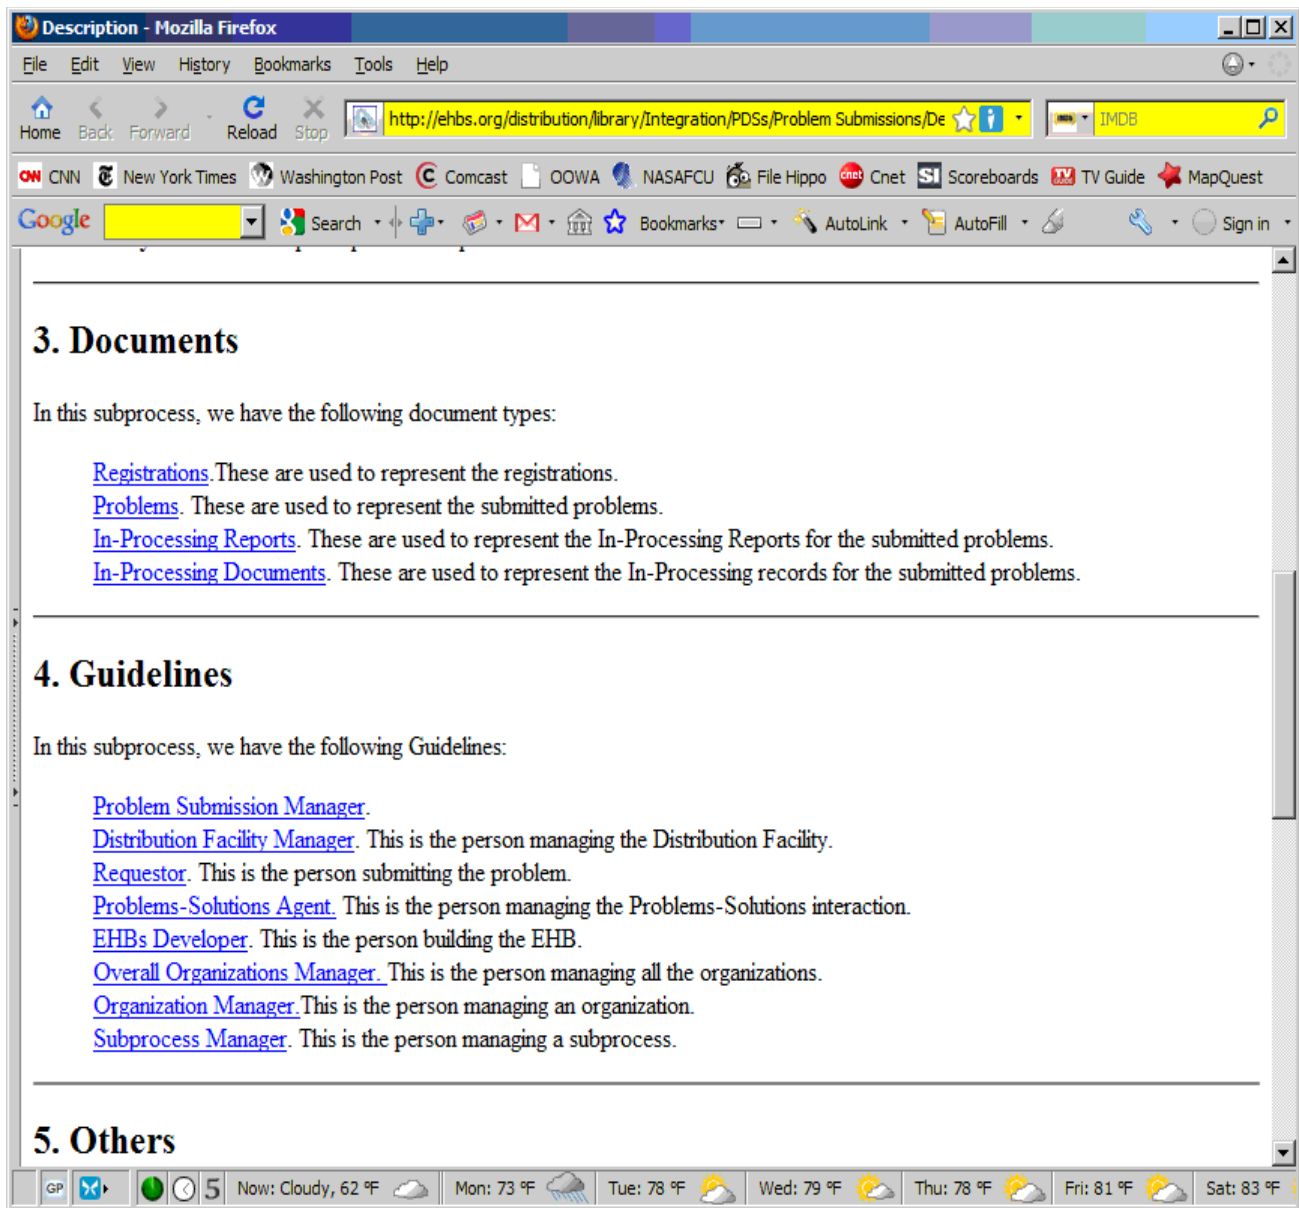 Description - Mozilla Firefox
File Edit View History Bookmarks Tools Help
Home Back Forward Reload Stop http://ehbs.org/distribution/library/Integration/PDSs/Problem Submissions/De IMDB
CNN New York Times Washington Post Comcast OOWA NASAFCU File Hippo Cnet Scoreboards TV Guide MapQuest
Google Search Bookmarks AutoLink AutoFill Sign in
3. Documents
In this subprocess, we have the following document types:
Registrations.These are used to represent the registrations.
Problems. These are used to represent the submitted problems.
In-Processing Reports. These are used to represent the In-Processing Reports for the submitted problems.
In-Processing Documents. These are used to represent the In-Processing records for the submitted problems.
4. Guidelines
In this subprocess, we have the following Guidelines:
Problem Submission Manager.
Distribution Facility Manager. This is the person managing the Distribution Facility.
Requestor. This is the person submitting the problem.
Problems-Solutions Agent. This is the person managing the Problems-Solutions interaction.
EHBs Developer. This is the person building the EHB.
Overall Organizations Manager. This is the person managing all the organizations.
Organization Manager.This is the person managing an organization.
Subprocess Manager. This is the person managing a subprocess.
5. Others
GP 5 Now: Cloudy, 62 °F Mon: 73 °F Tue: 78 °F Wed: 79 °F Thu: 78 °F Fri: 81 °F Sat: 83 °F